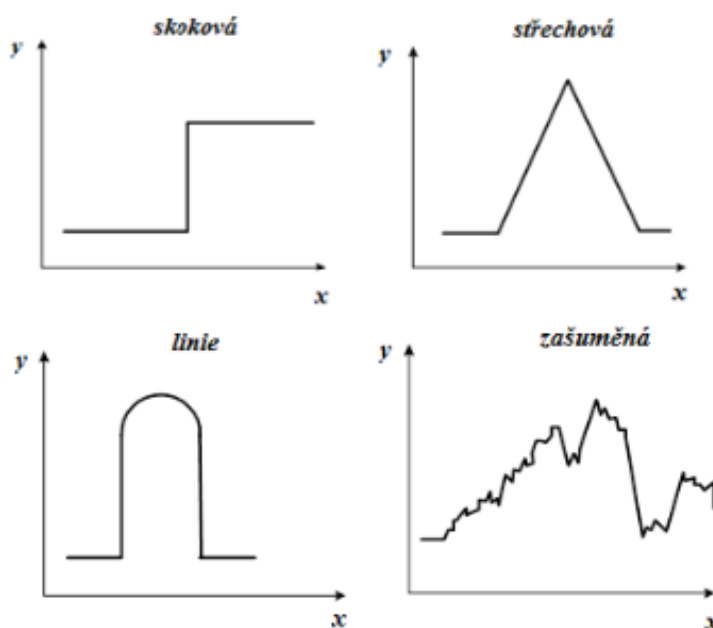 skoková
y
x
střechová
y
x
linie
y
x
zašuměná
y
x